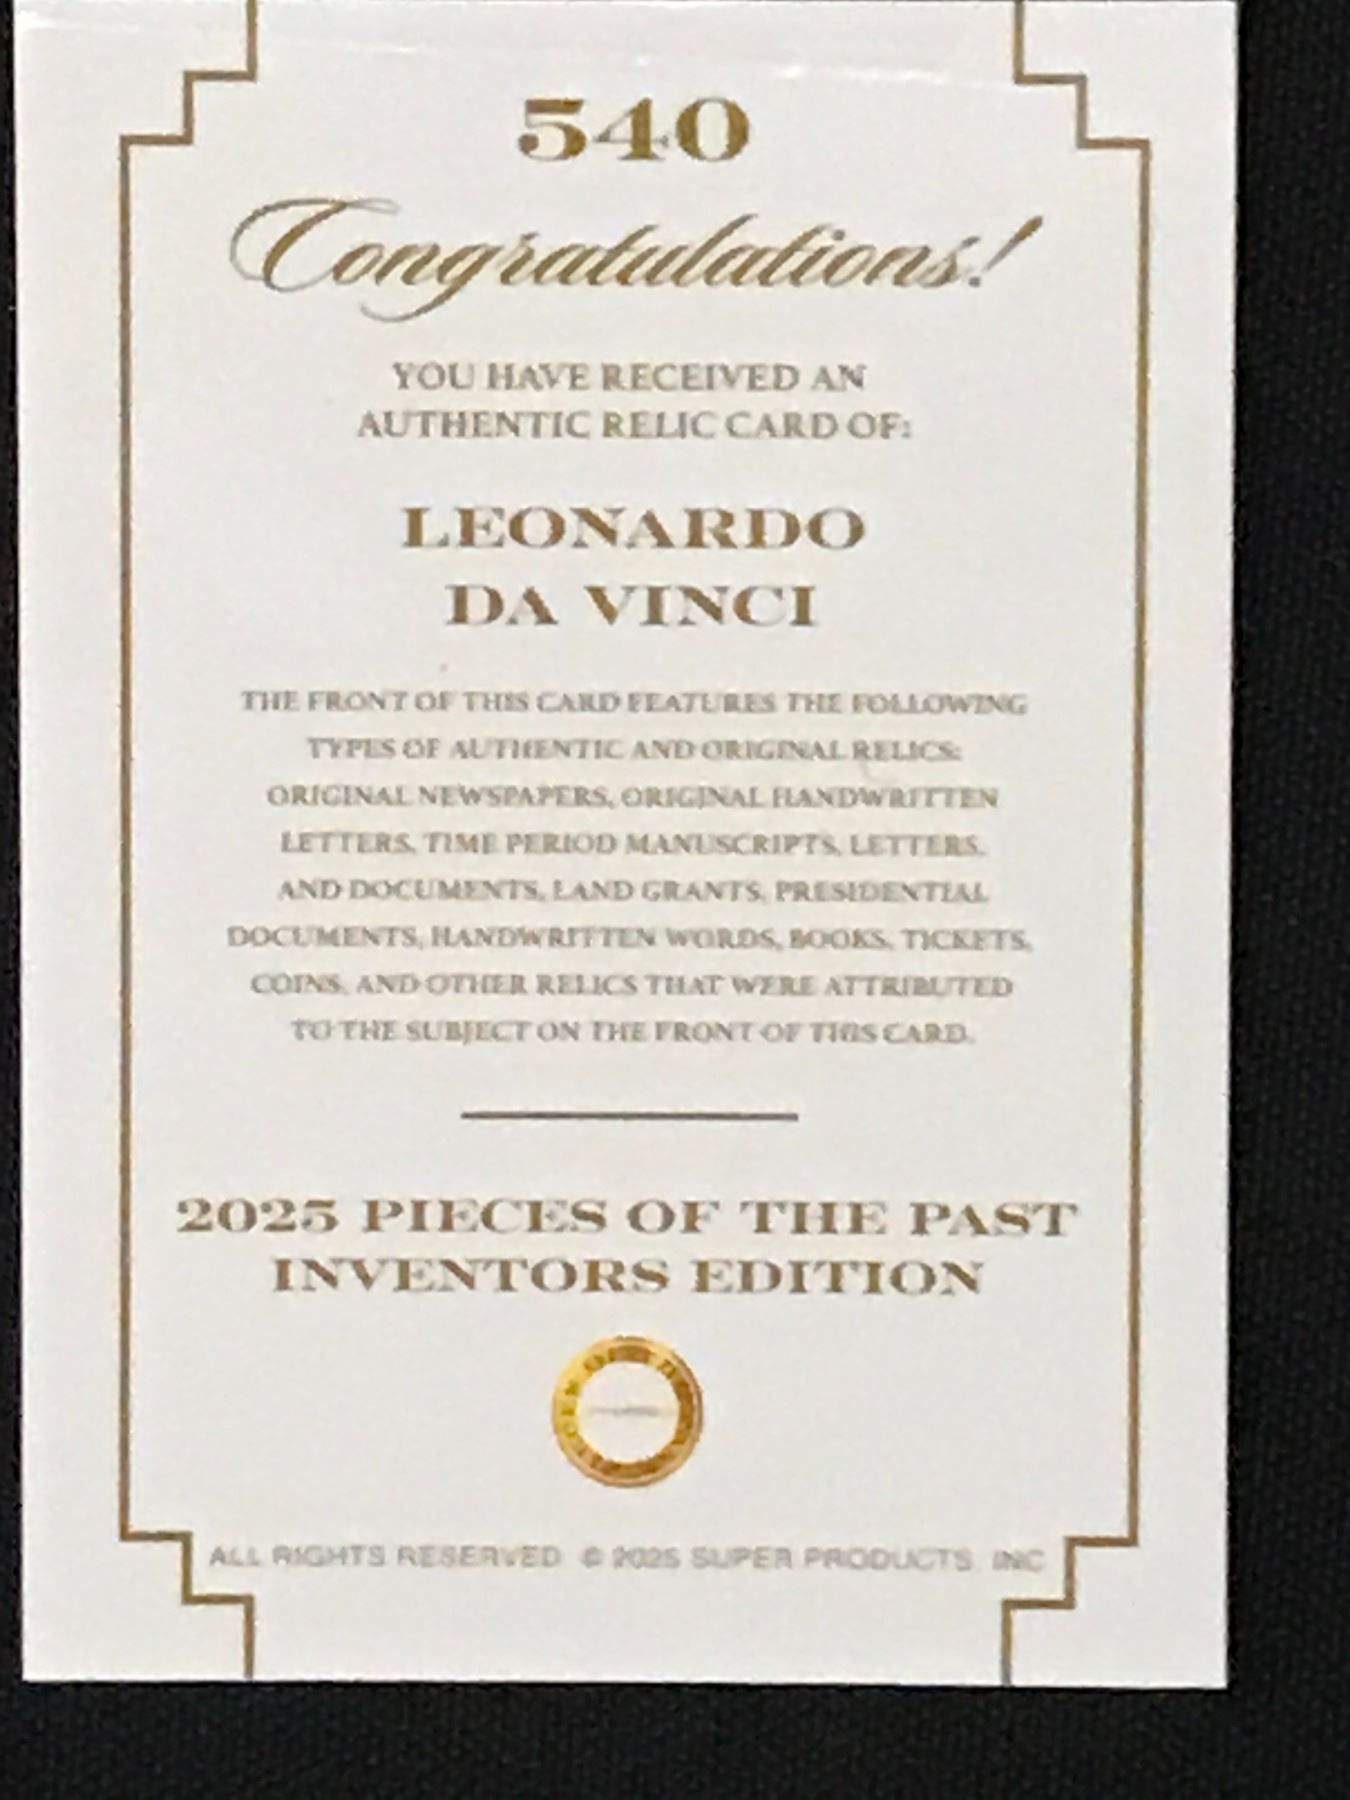 540
Congratulations!
YOU HAVE RECEIVED AN
AUTHENTIC RELIC CARD OF:
LEONARDO
DA VINCI
THE FRONT OF THIS CARD FEATURES THE FOLLOWING
TYPES OF AUTHENTIC AND ORIGINAL RELICS:
ORIGINAL NEWSPAPERS, ORIGINAL HANDWRITTEN
LETTERS, TIME PERIOD MANUSCRIPTS, LETTERS,
AND DOCUMENTS, LAND GRANTS, PRESIDENTIAL
DOCUMENTS, HANDWRITTEN WORDS, BOOKS, TICKETS,
COINS, AND OTHER RELICS THAT WERE ATTRIBUTED
TO THE SUBJECT ON THE FRONT OF THIS CARD.
2025 PIECES OF THE PAST
INVENTORS EDITION
ALL RIGHTS RESERVED © 2025 SUPER PRODUCTS INC